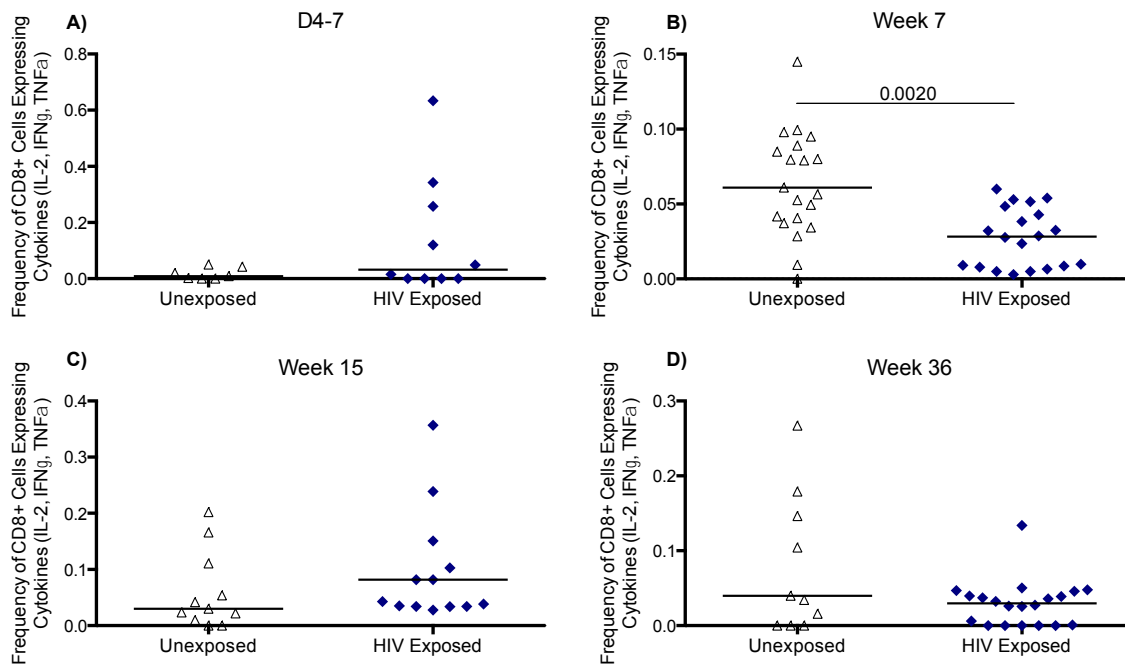 A)
D4-7
Frequency of CD8+ Cells Expressing
Cytokines (IL-2, IFNg, TNFa)
0.8
0.6
0.4
0.2
0.0
Unexposed
HIV Exposed
B)
Week 7
Frequency of CD8+ Cells Expressing
Cytokines (IL-2, IFNg, TNFa)
0.15
0.10
0.05
0.00
0.0020
Unexposed
HIV Exposed
C)
Week 15
Frequency of CD8+ Cells Expressing
Cytokines (IL-2, IFNg, TNFa)
0.4
0.3
0.2
0.1
0.0
Unexposed
HIV Exposed
D)
Week 36
Frequency of CD8+ Cells Expressing
Cytokines (IL-2, IFNg, TNFa)
0.3
0.2
0.1
0.0
Unexposed
HIV Exposed